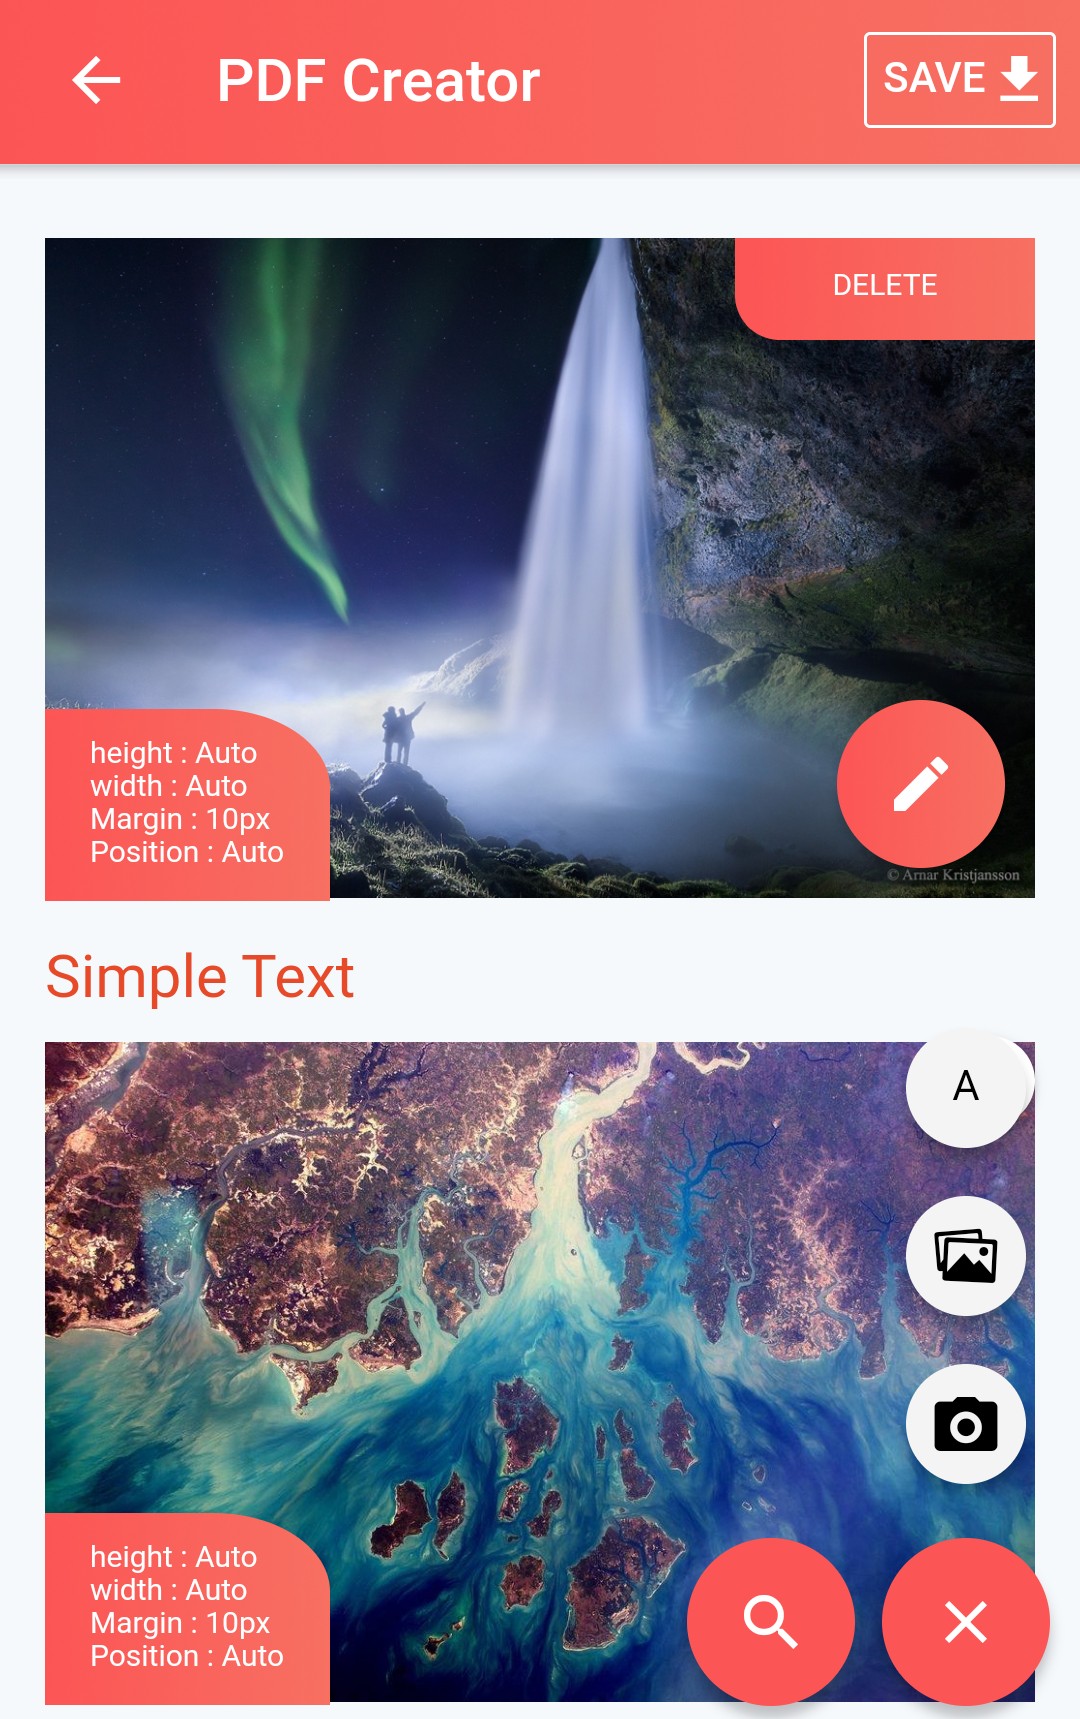 PDF Creator
SAVE
DELETE
height : Auto
width : Auto
Margin : 10px
Position : Auto
© Arnar Kristjansson
Simple Text
A
height : Auto
width : Auto
Margin : 10px
Position : Auto